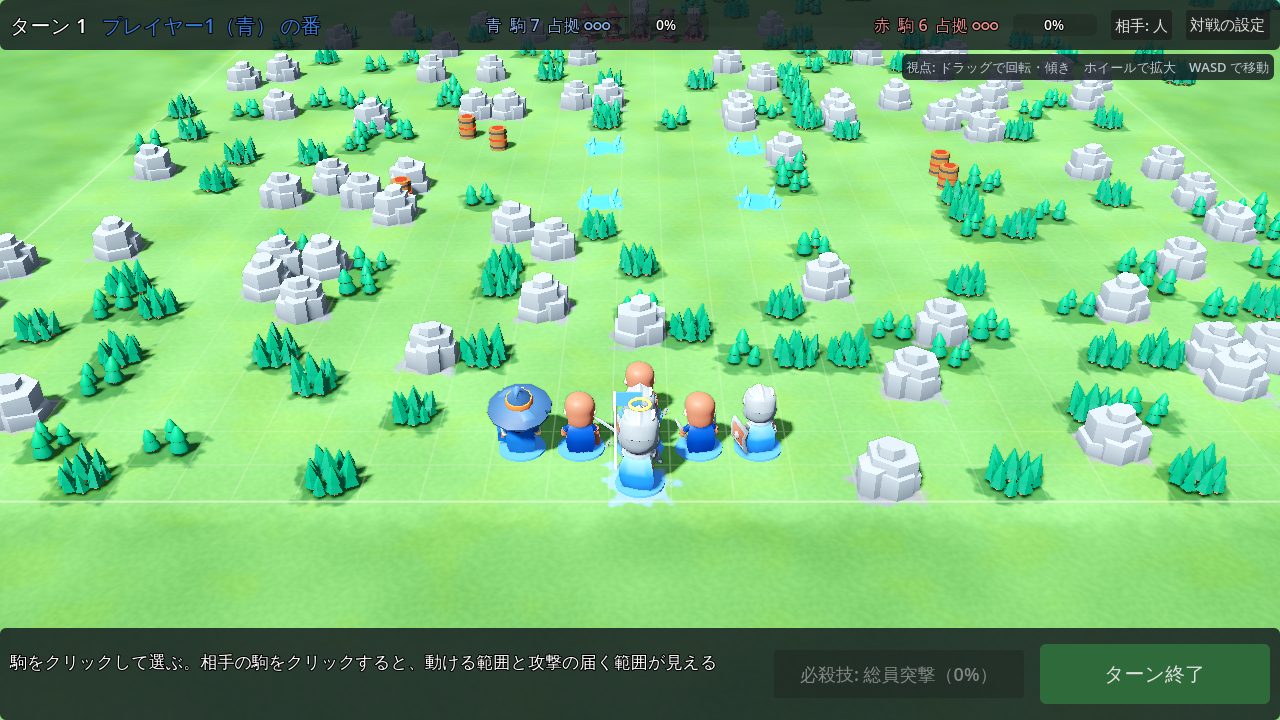 ターン 1 プレイヤー1（青） の番 青 駒 7 占拠 ○○○ 0% 赤 駒 6 占拠 ○○○ 0% 相手: 人 対戦の設定
視点: ドラッグで回転・傾き ホイールで拡大 WASD で移動
駒をクリックして選ぶ。相手の駒をクリックすると、動ける範囲と攻撃の届く範囲が見える
必殺技: 総員突撃（0%） ターン終了